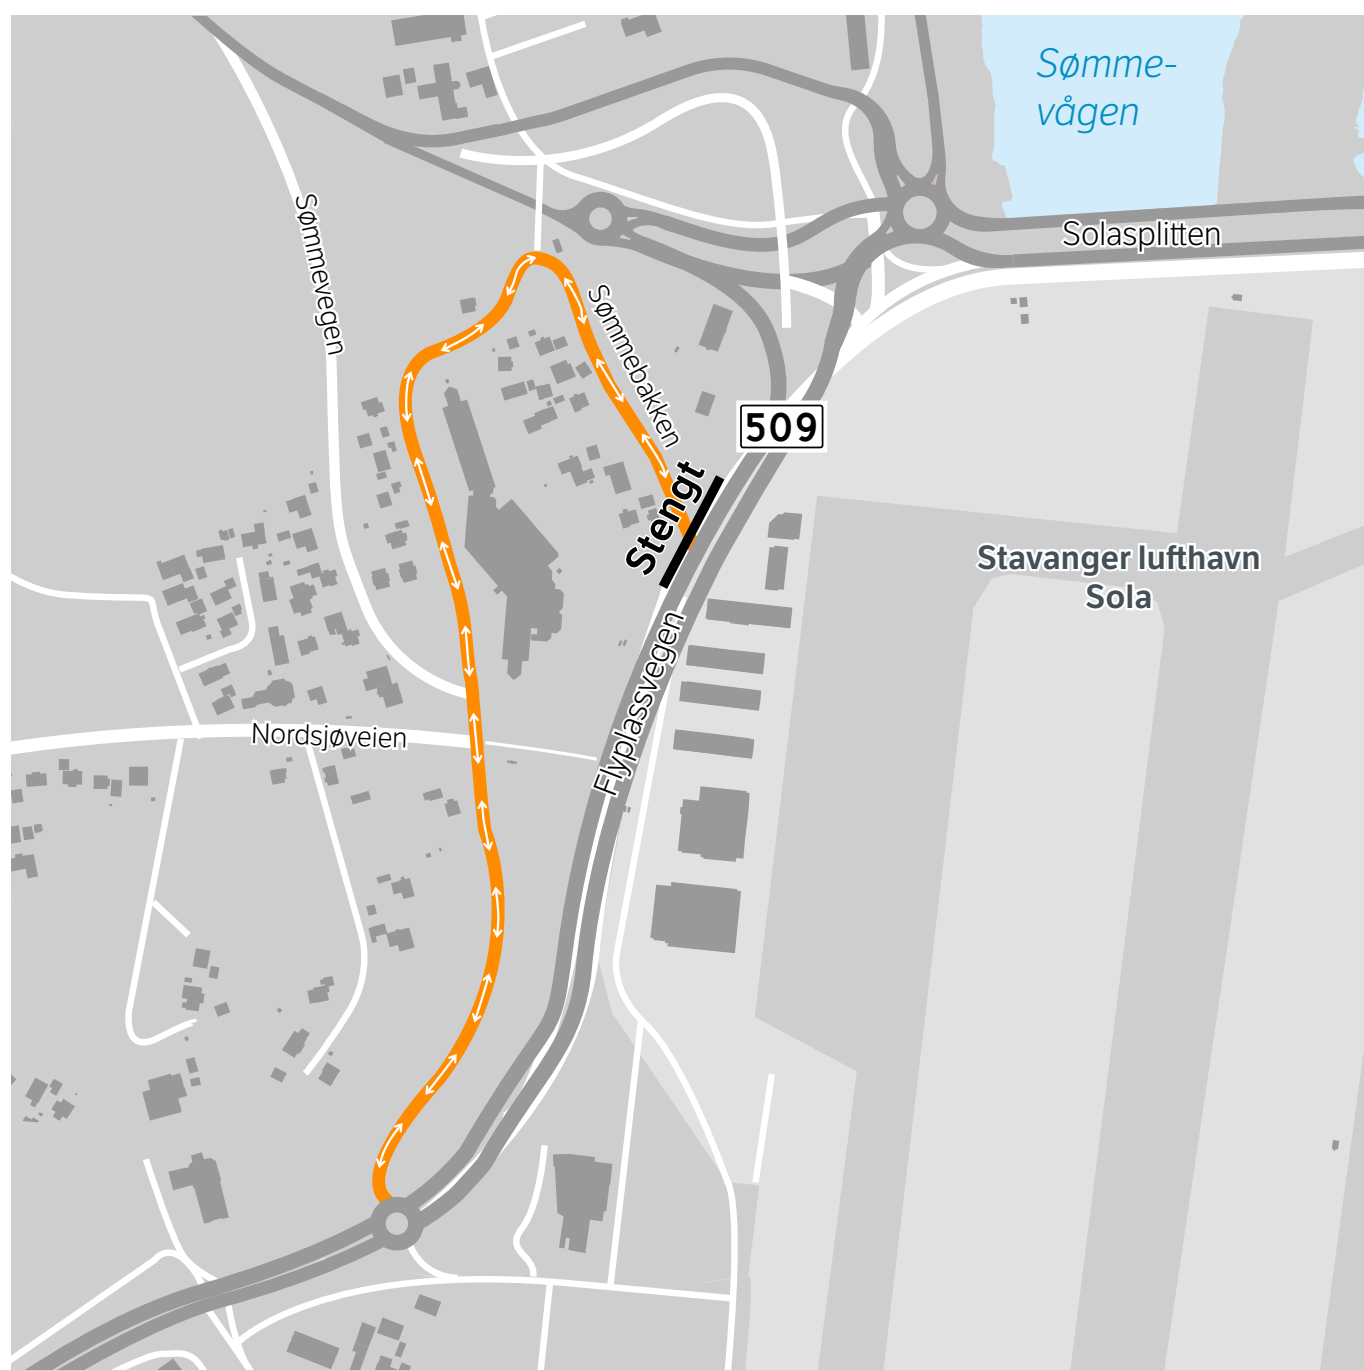 Sømme-
vågen
Solasplitten
Sømmevegen
Sømmebakken
509
Stengt
Stavanger lufthavn
Sola
Flyplassvegen
Nordsjøveien